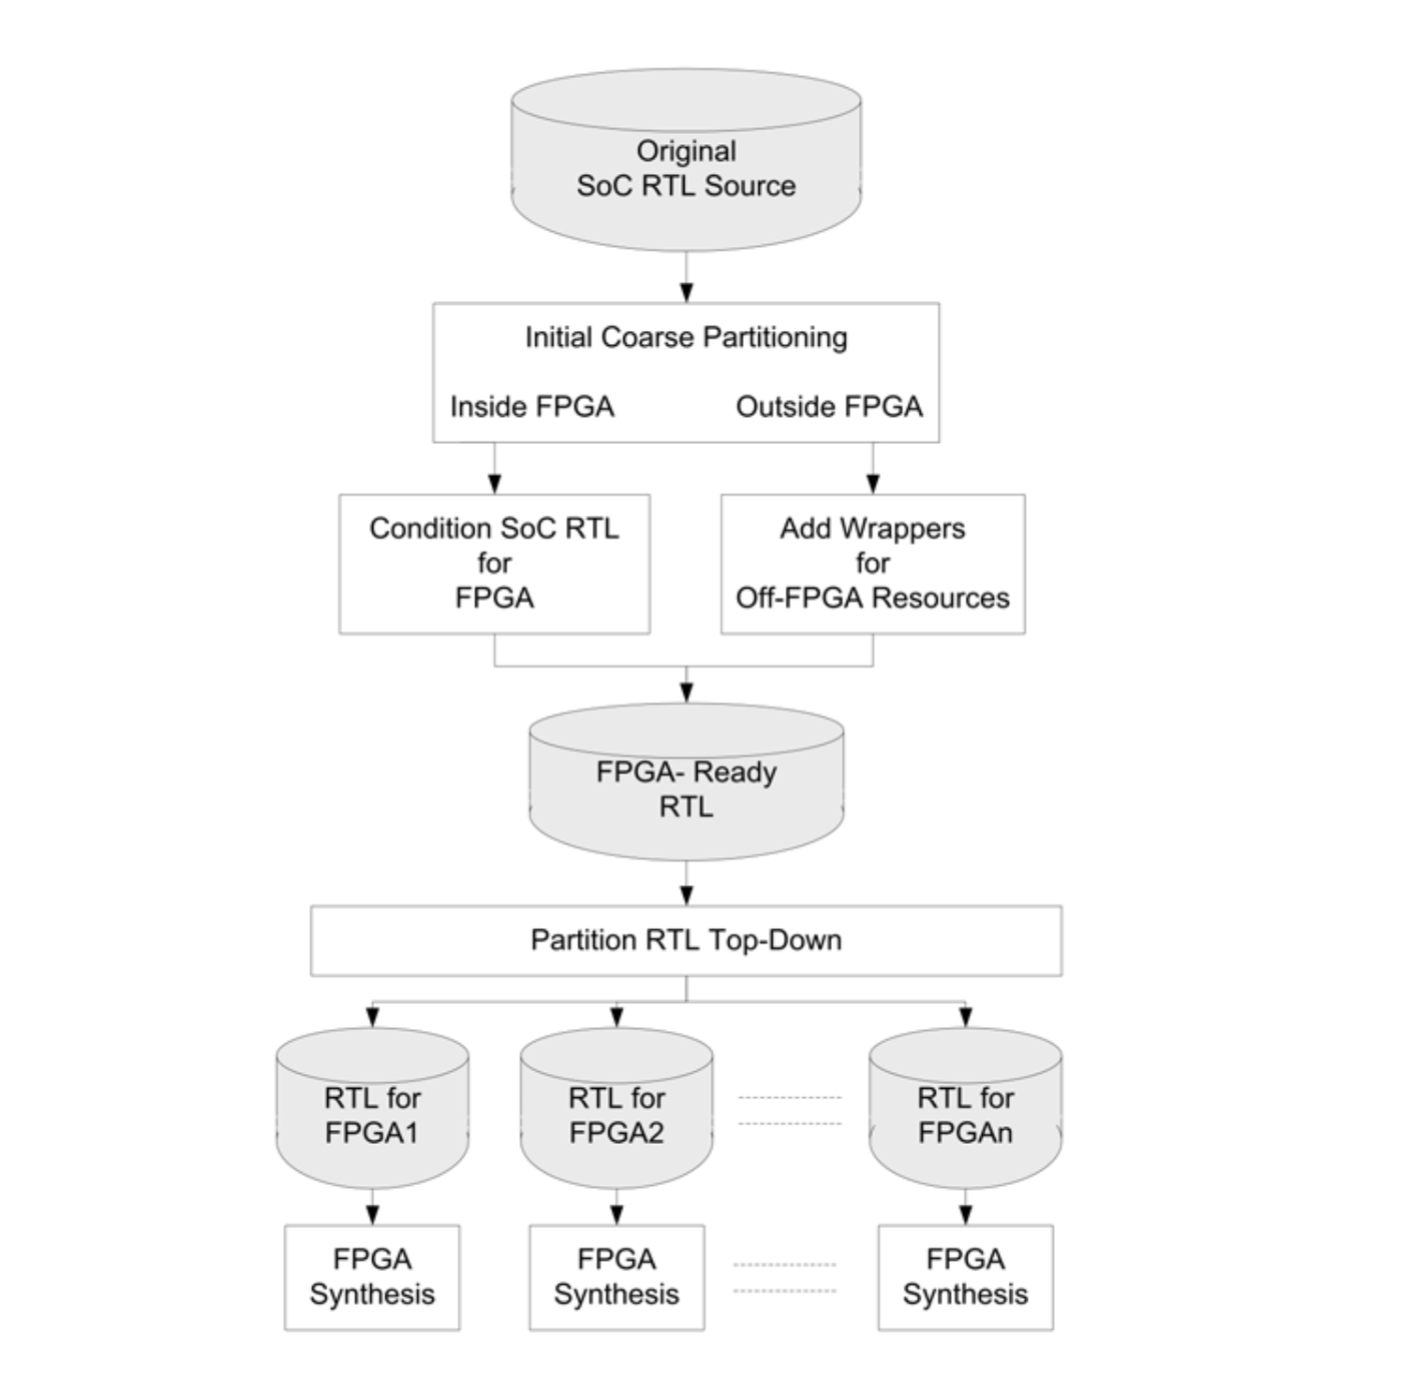 Original
SoC RTL Source
Initial Coarse Partitioning
Inside FPGA
Outside FPGA
Condition SoC RTL
for
FPGA
Add Wrappers
for
Off-FPGA Resources
FPGA- Ready
RTL
Partition RTL Top-Down
RTL for
FPGA1
RTL for
FPGA2
RTL for
FPGAn
FPGA
Synthesis
FPGA
Synthesis
FPGA
Synthesis